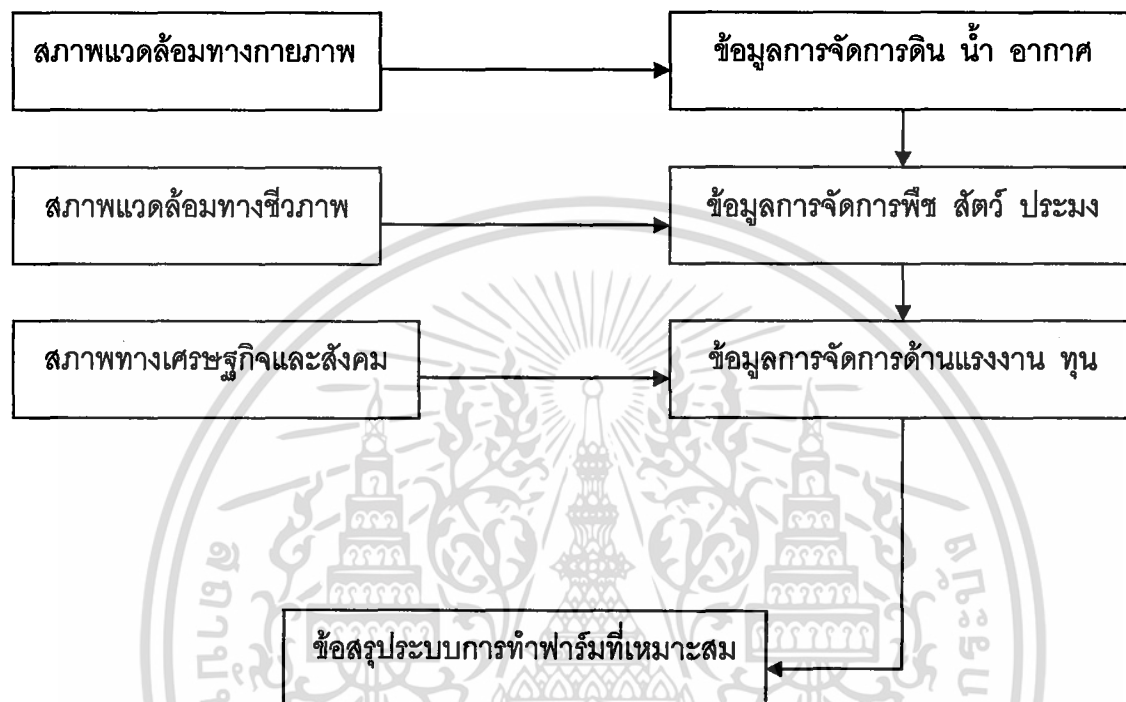 สภาพแวดล้อมทางกายภาพ
ข้อมูลการจัดการดิน น้ำ อากาศ
สภาพแวดล้อมทางชีวภาพ
ข้อมูลการจัดการพืช สัตว์ ประมง
สภาพทางเศรษฐกิจและสังคม
ข้อมูลการจัดการด้านแรงงาน ทุน
ข้อสรุประบบการทำฟาร์มที่เหมาะสม